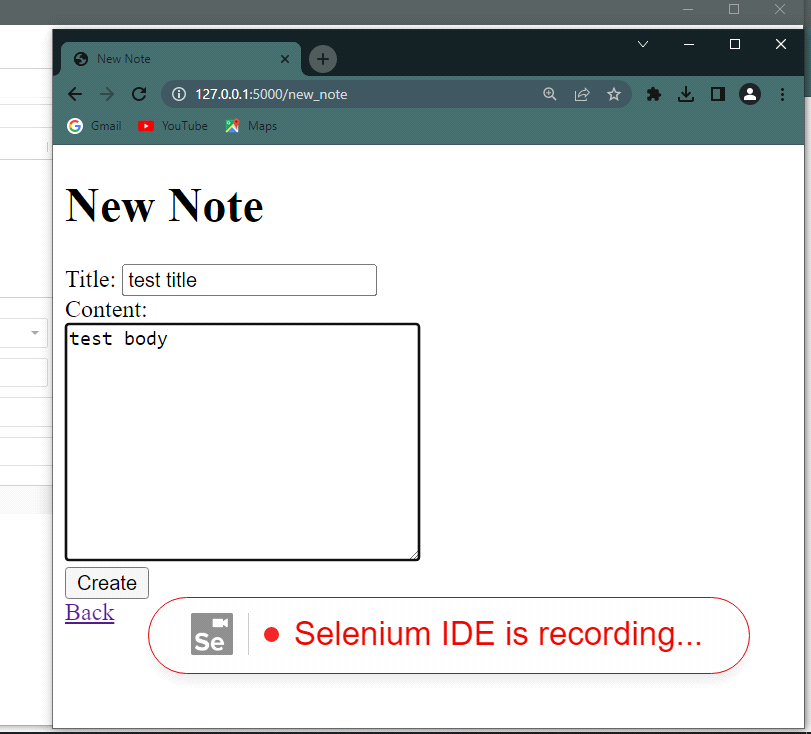 New Note
127.0.0.1:5000/new_note
Gmail YouTube Maps
New Note
Title: test title
Content:
test body
Create
Back
Se Selenium IDE is recording...